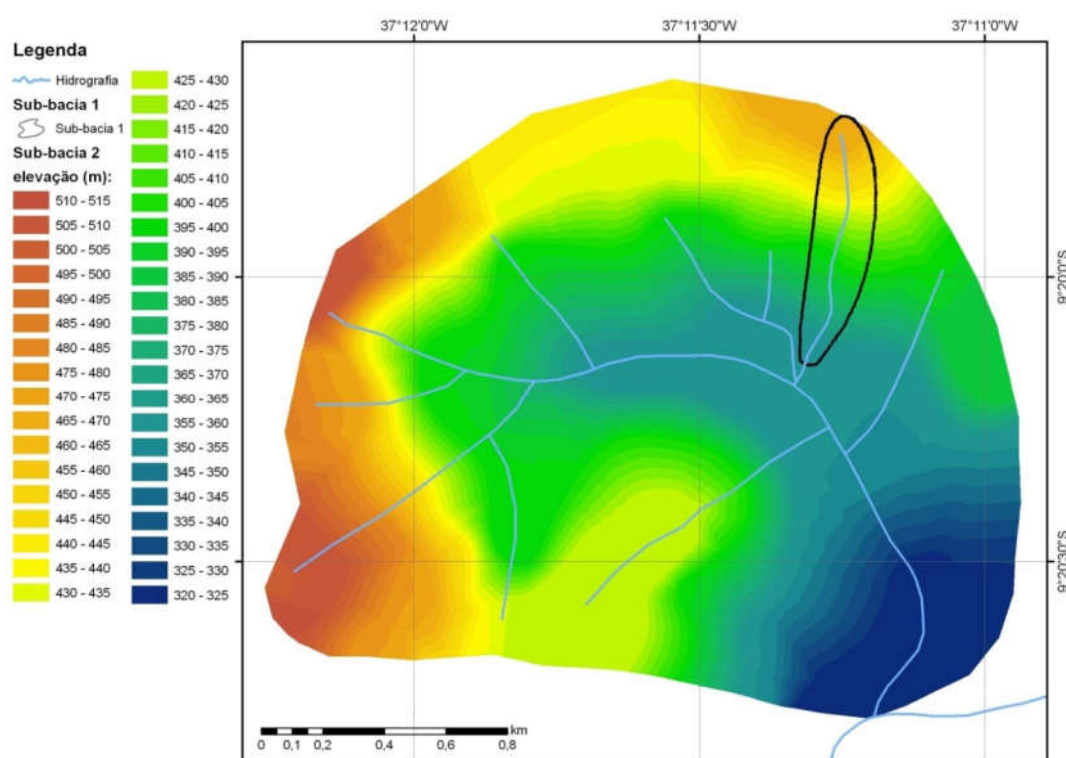 37°12'0"W
37°11'30"W
37°11'0"W
Legenda
Hidrografia
Sub-bacia 1
Sub-bacia 1
Sub-bacia 2
elevação (m):
510 - 515
505 - 510
500 - 505
495 - 500
490 - 495
485 - 490
480 - 485
475 - 480
470 - 475
465 - 470
460 - 465
455 - 460
450 - 455
445 - 450
440 - 445
435 - 440
430 - 435
425 - 430
420 - 425
415 - 420
410 - 415
405 - 410
400 - 405
395 - 400
390 - 395
385 - 390
380 - 385
375 - 380
370 - 375
365 - 370
360 - 365
355 - 360
350 - 355
345 - 350
340 - 345
335 - 340
330 - 335
325 - 330
320 - 325
9°20'0"S
9°20'30"S
km
0 0,1 0,2 0,4 0,6 0,8